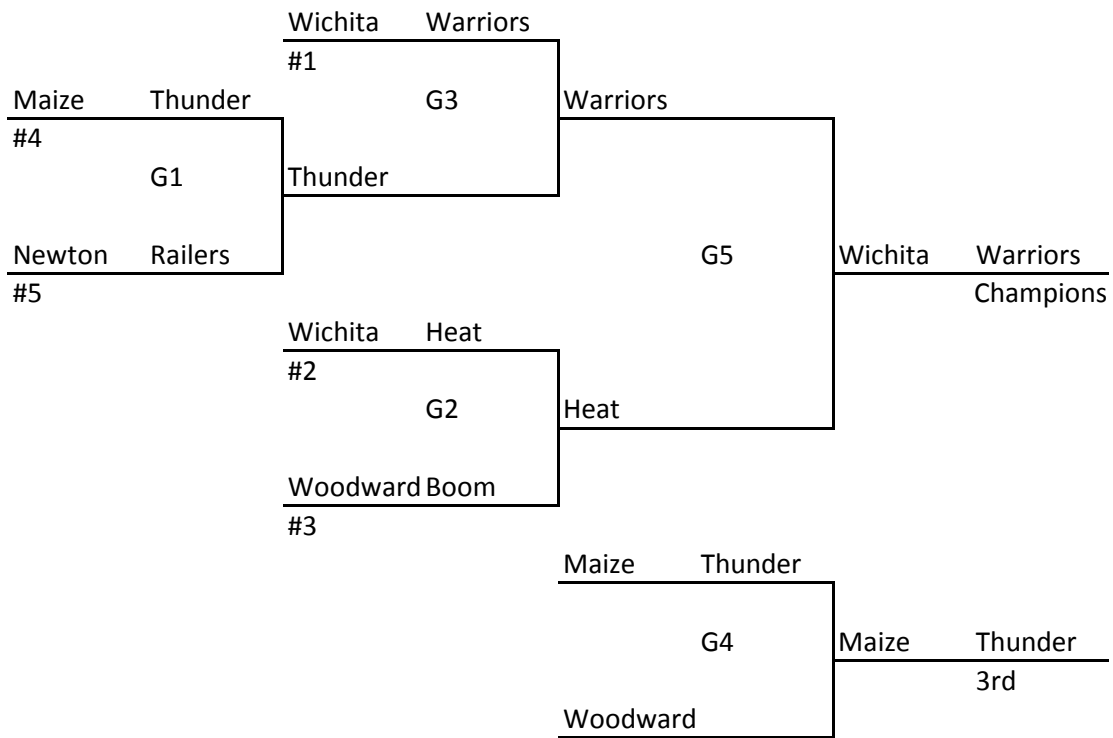 Wichita Warriors
#1
Maize Thunder G3 Warriors
#4
G1 Thunder
Newton Railers G5 Wichita Warriors
#5 Champions
Wichita Heat
#2
G2 Heat
Woodward Boom
#3
Maize Thunder
G4 Maize Thunder
3rd
Woodward